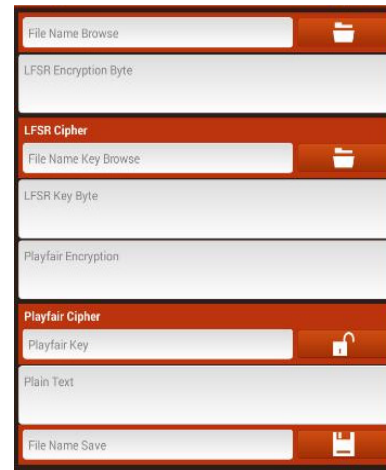 File Name Browse
LFSR Encryption Byte
LFSR Cipher
File Name Key Browse
LFSR Key Byte
Playfair Encryption
Playfair Cipher
Playfair Key
Plain Text
File Name Save